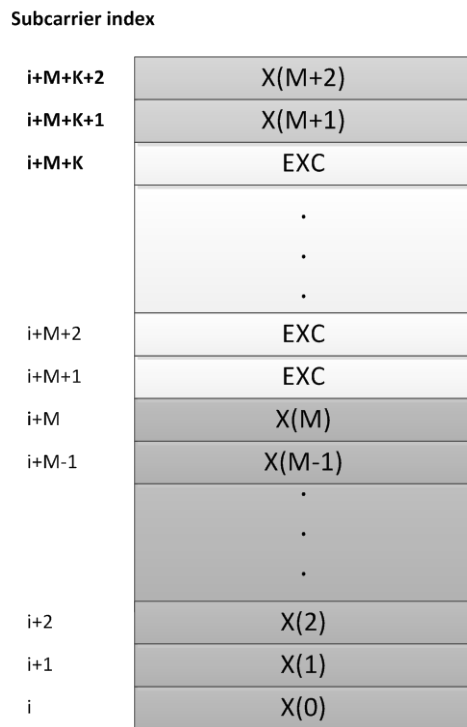 Subcarrier index
i+M+K+2 X(M+2)
i+M+K+1 X(M+1)
i+M+K EXC
.
.
.
i+M+2 EXC
i+M+1 EXC
i+M X(M)
i+M-1 X(M-1)
.
.
.
i+2 X(2)
i+1 X(1)
i X(0)